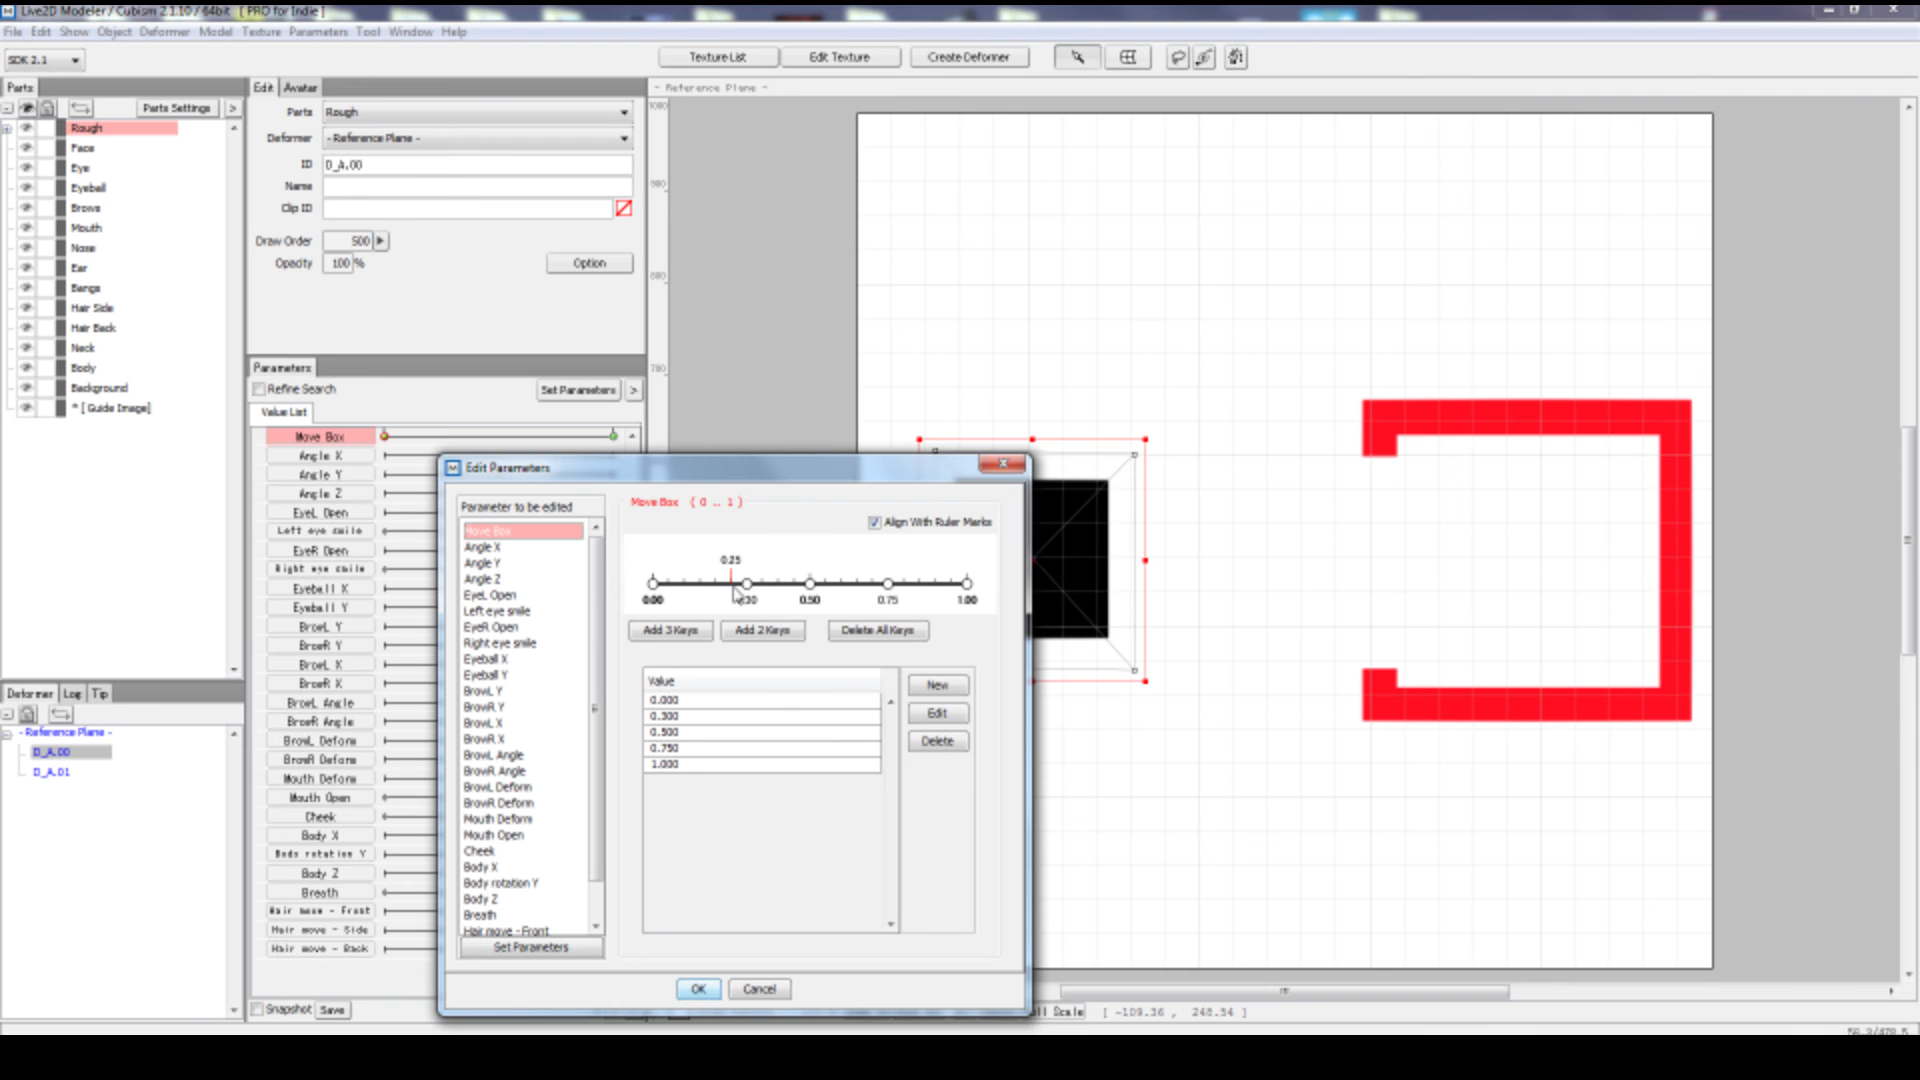 Live2D Modeler / Cubism 2.1.10 / 64bit   [ PRO for Indie ]
File Edit Show Object Deformer Model Texture Parameters Tool Window Help
SDK 2.1
Texture List
Edit Texture
Create Deformer
Parts
Parts Settings >
Rough
Face
Eye
Eyeball
Brows
Mouth
Nose
Ear
Bangs
Hair Side
Hair Back
Neck
Body
Background
* [ Guide Image]
Edit Avatar
Parts Rough
Deformer - Reference Plane -
ID D_A.00
Name
Clip ID
Draw Order 500
Opacity 100 %
Option
Parameters
Refine Search
Set Parameters >
Value List
Move Box
Angle X
Angle Y
Angle Z
EyeL Open
Left eye smile
EyeR Open
Right eye smile
Eyeball X
Eyeball Y
BrowL Y
BrowR Y
BrowL X
BrowR X
BrowL Angle
BrowR Angle
BrowL Deform
BrowR Deform
Mouth Deform
Mouth Open
Cheek
Body X
Body rotation Y
Body Z
Breath
Hair move - Front
Hair move - Side
Hair move - Back
Snapshot Save
Deformer Log Tip
- Reference Plane -
D_A.00
D_A.01
- Reference Plane -
1000
900
800
700
Edit Parameters
Parameter to be edited
Move Box
Angle X
Angle Y
Angle Z
EyeL Open
Left eye smile
EyeR Open
Right eye smile
Eyeball X
Eyeball Y
BrowL Y
BrowR Y
BrowL X
BrowR X
BrowL Angle
BrowR Angle
BrowL Deform
BrowR Deform
Mouth Deform
Mouth Open
Cheek
Body X
Body rotation Y
Body Z
Breath
Hair move - Front
Set Parameters
Move Box ( 0 .. 1 )
Align With Ruler Marks
0.25
0.00 0.50 0.75 1.00
Add 3 Keys Add 2 Keys Delete All Keys
Value
0.000
0.300
0.500
0.750
1.000
New
Edit
Delete
OK Cancel
ll Scale [ -109.36 , 248.54 ]